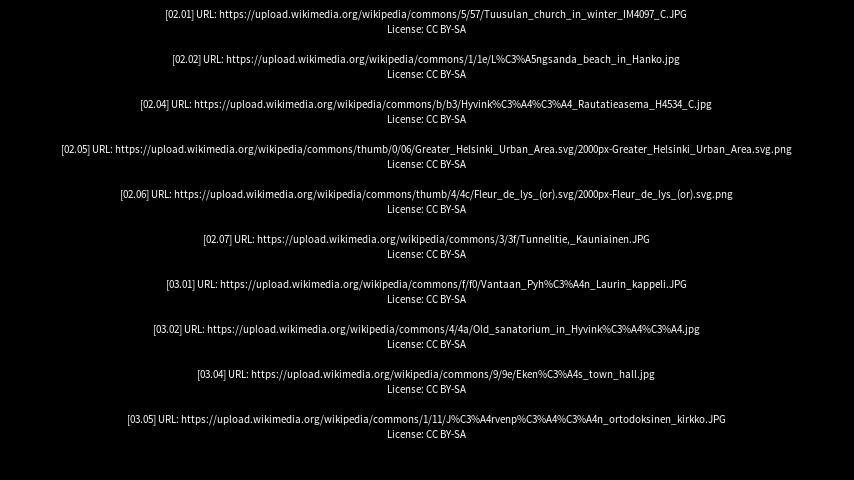 [02.01] URL: https://upload.wikimedia.org/wikipedia/commons/5/57/Tuusulan_church_in_winter_IM4097_C.JPG
License: CC BY-SA
[02.02] URL: https://upload.wikimedia.org/wikipedia/commons/1/1e/L%C3%A5ngsanda_beach_in_Hanko.jpg
License: CC BY-SA
[02.04] URL: https://upload.wikimedia.org/wikipedia/commons/b/b3/Hyvink%C3%A4%C3%A4_Rautatieasema_H4534_C.jpg
License: CC BY-SA
[02.05] URL: https://upload.wikimedia.org/wikipedia/commons/thumb/0/06/Greater_Helsinki_Urban_Area.svg/2000px-Greater_Helsinki_Urban_Area.svg.png
License: CC BY-SA
[02.06] URL: https://upload.wikimedia.org/wikipedia/commons/thumb/4/4c/Fleur_de_lys_(or).svg/2000px-Fleur_de_lys_(or).svg.png
License: CC BY-SA
[02.07] URL: https://upload.wikimedia.org/wikipedia/commons/3/3f/Tunnelitie,_Kauniainen.JPG
License: CC BY-SA
[03.01] URL: https://upload.wikimedia.org/wikipedia/commons/f/f0/Vantaan_Pyh%C3%A4n_Laurin_kappeli.JPG
License: CC BY-SA
[03.02] URL: https://upload.wikimedia.org/wikipedia/commons/4/4a/Old_sanatorium_in_Hyvink%C3%A4%C3%A4.jpg
License: CC BY-SA
[03.04] URL: https://upload.wikimedia.org/wikipedia/commons/9/9e/Eken%C3%A4s_town_hall.jpg
License: CC BY-SA
[03.05] URL: https://upload.wikimedia.org/wikipedia/commons/1/11/J%C3%A4rvenp%C3%A4%C3%A4n_ortodoksinen_kirkko.JPG
License: CC BY-SA